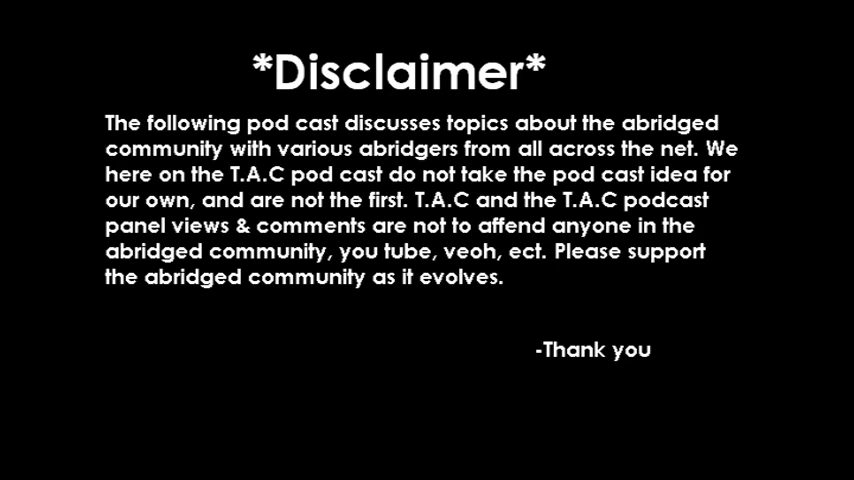 *Disclaimer*
The following pod cast discusses topics about the abridged
community with various abridgers from all across the net. We
here on the T.A.C pod cast do not take the pod cast idea for
our own, and are not the first. T.A.C and the T.A.C podcast
panel views & comments are not to affend anyone in the
abridged community, you tube, veoh, ect. Please support
the abridged community as it evolves.
-Thank you